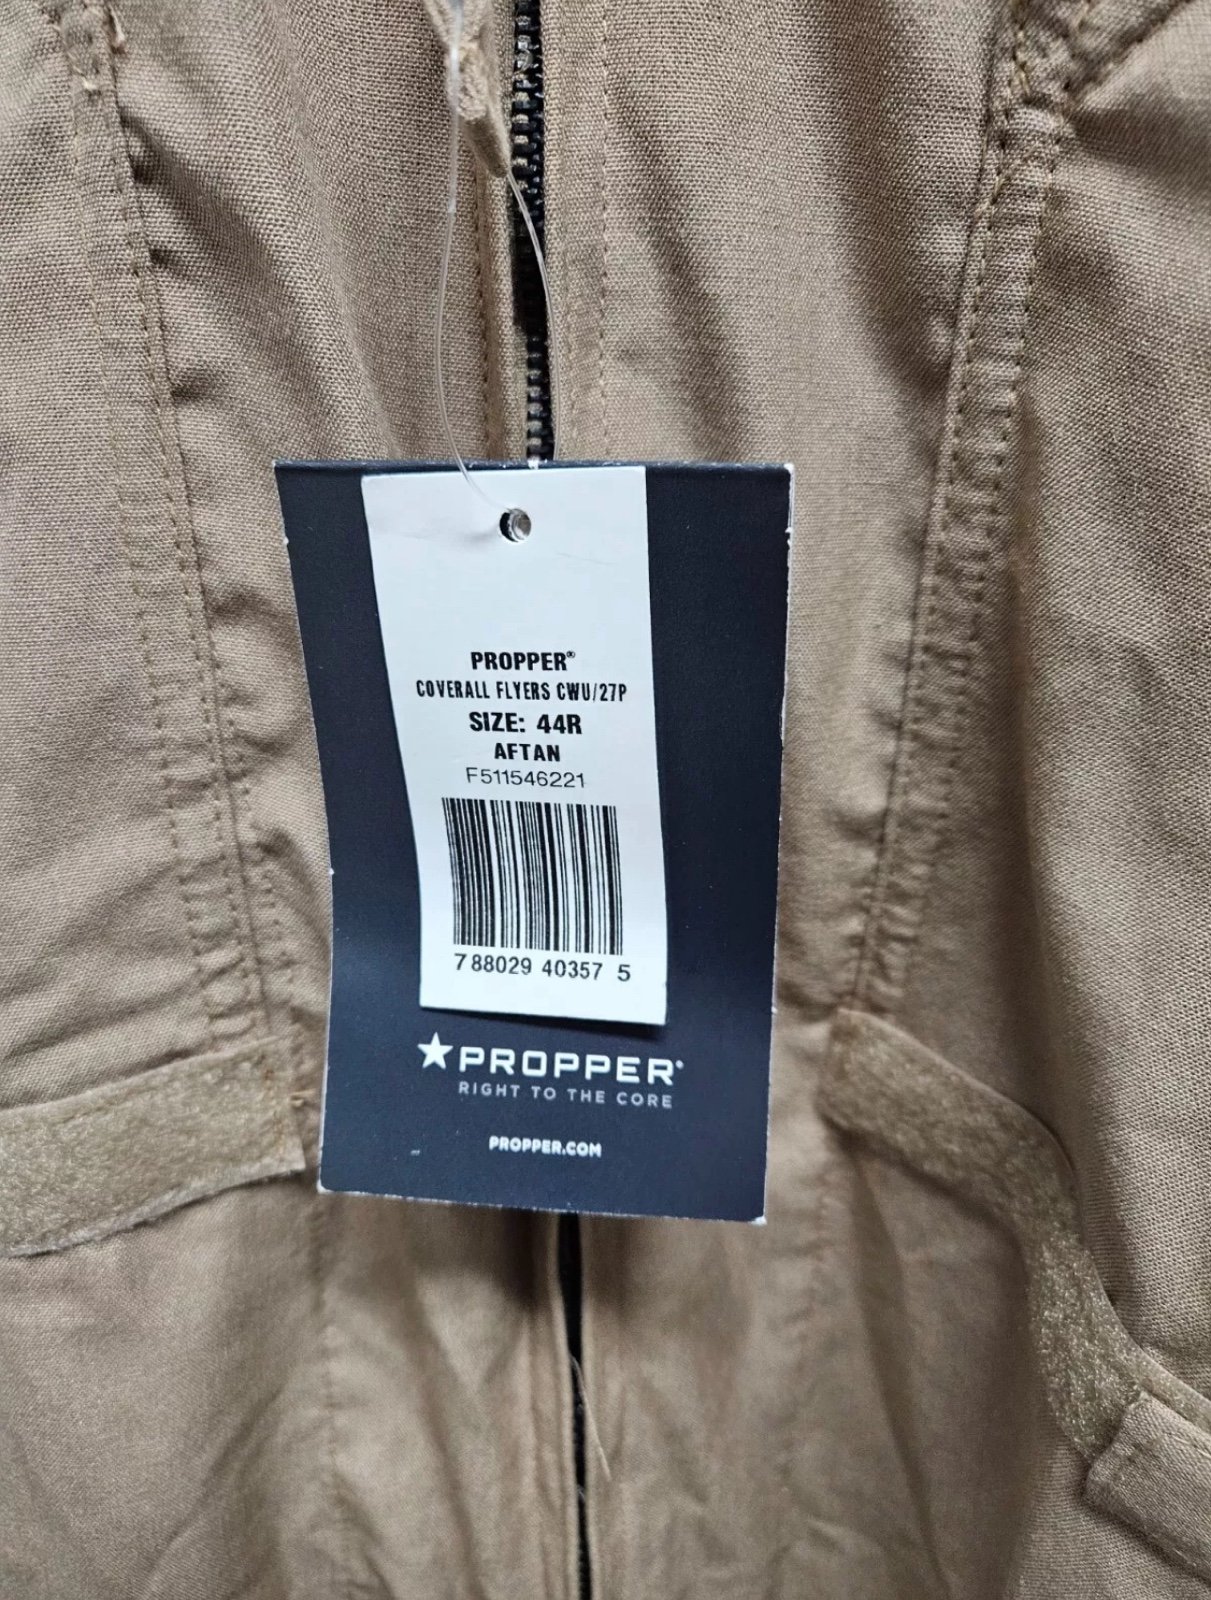 PROPPER®
COVERALL FLYERS CWU/27P
SIZE: 44R
AFTAN
F511546221
7 88029 40357 5
PROPPER®
RIGHT TO THE CORE
PROPPER.COM